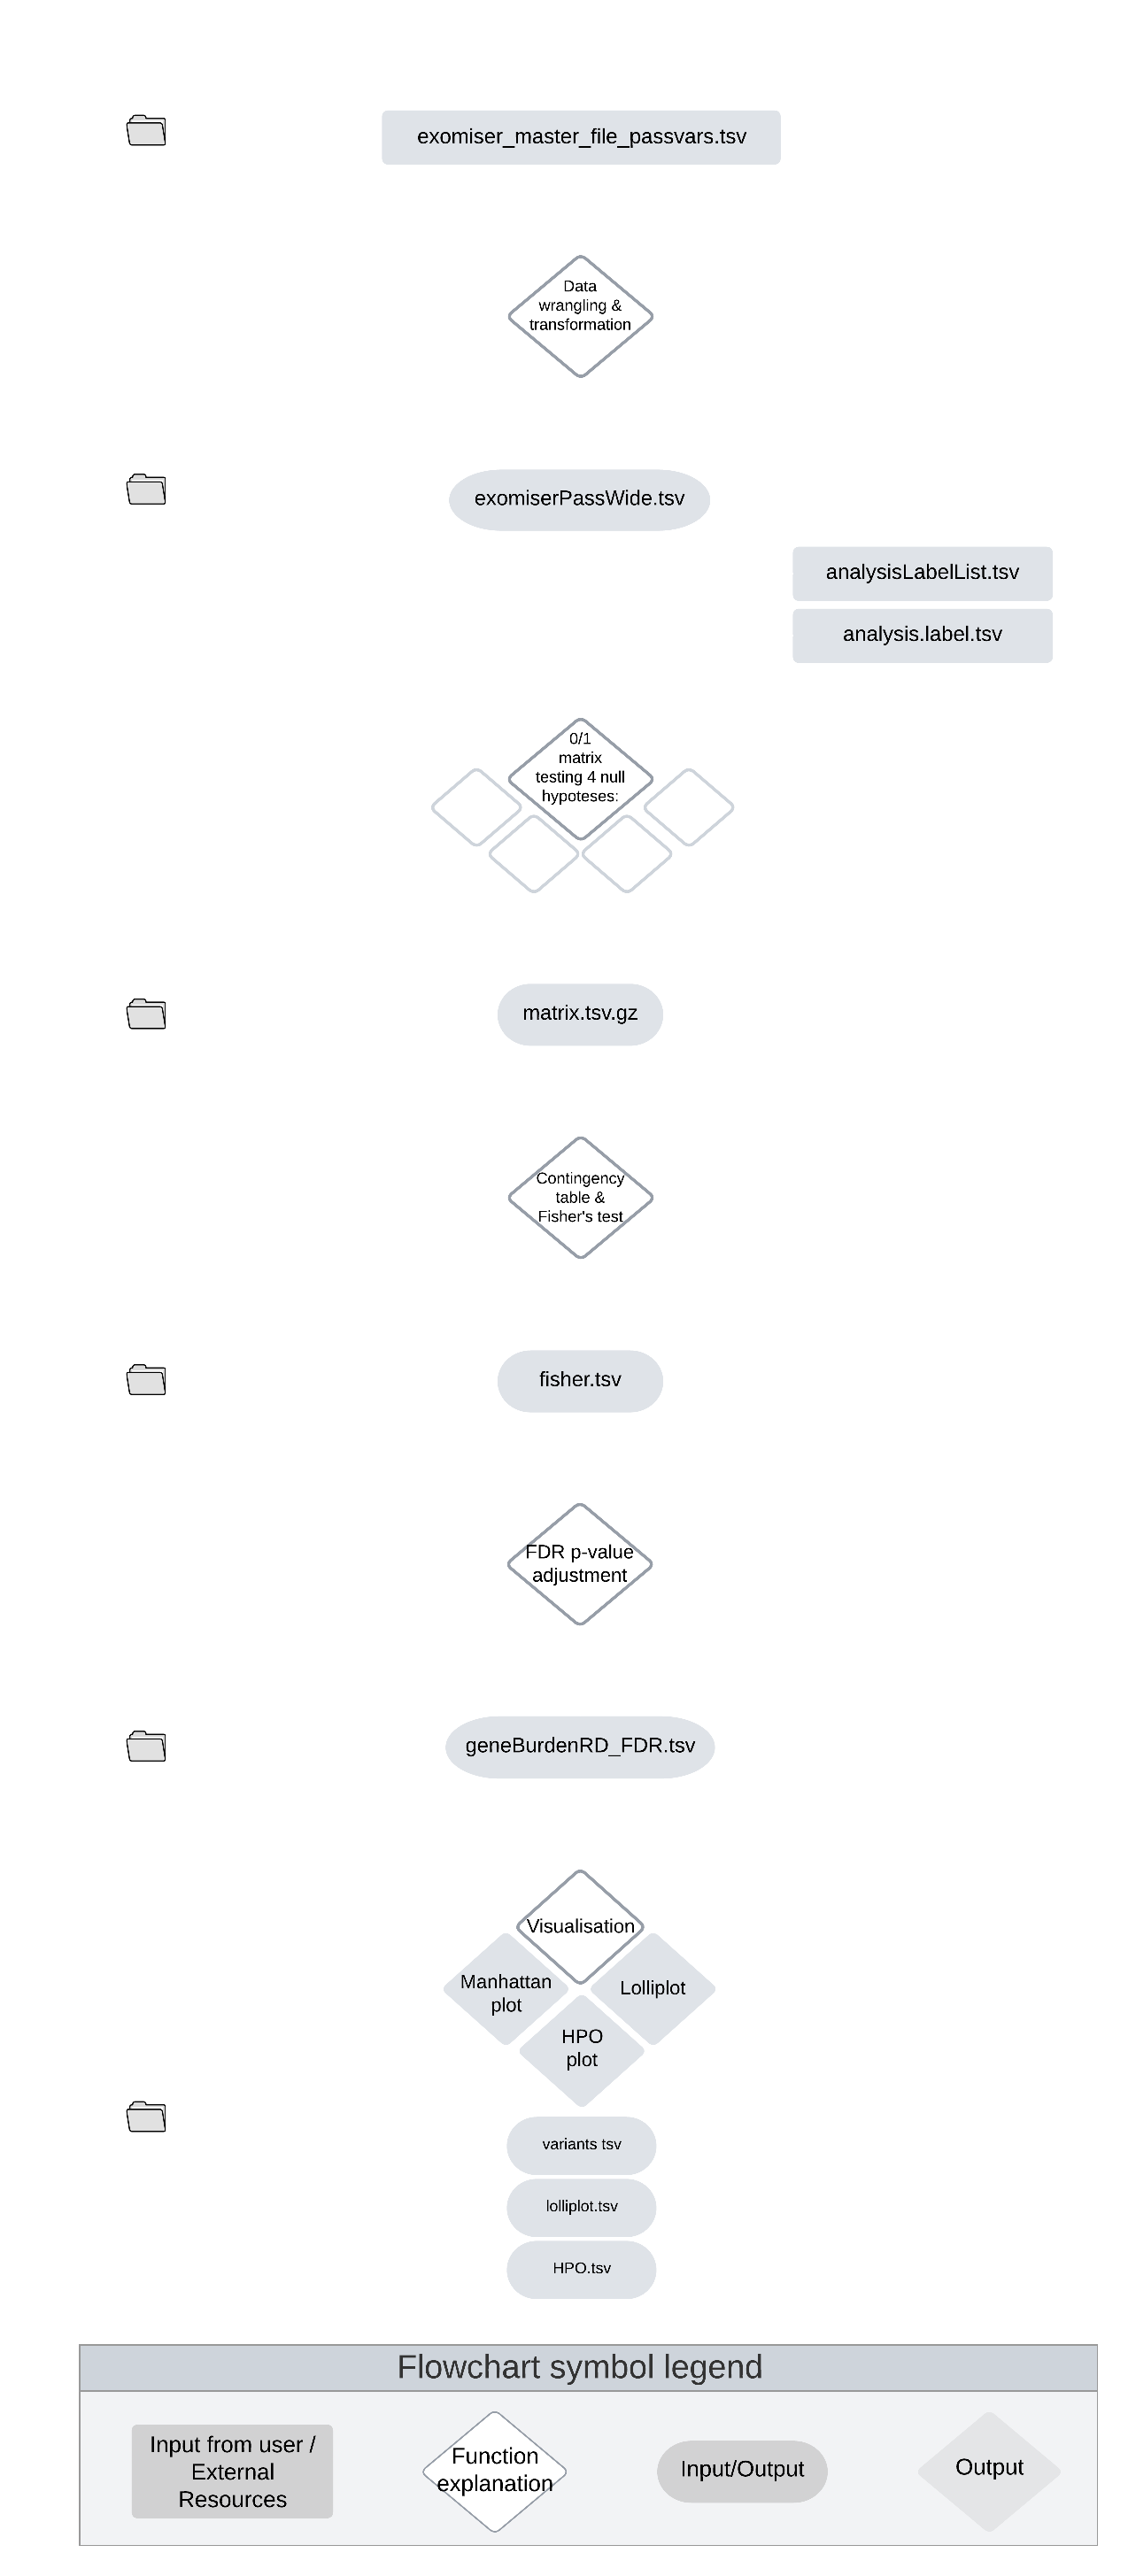 exomiser_master_file_passvars.tsv
Data
wrangling &
transformation
exomiserPassWide.tsv
analysisLabelList.tsv
analysis.label.tsv
0/1
matrix
testing 4 null
hypoteses:
matrix.tsv.gz
Contingency
table &
Fisher's test
fisher.tsv
FDR p-value
adjustment
geneBurdenRD_FDR.tsv
Visualisation
Manhattan
plot
Lolliplot
HPO
plot
variants tsv
lolliplot.tsv
HPO.tsv
Flowchart symbol legend
Input from user /
External
Resources
Function
explanation
Input/Output
Output